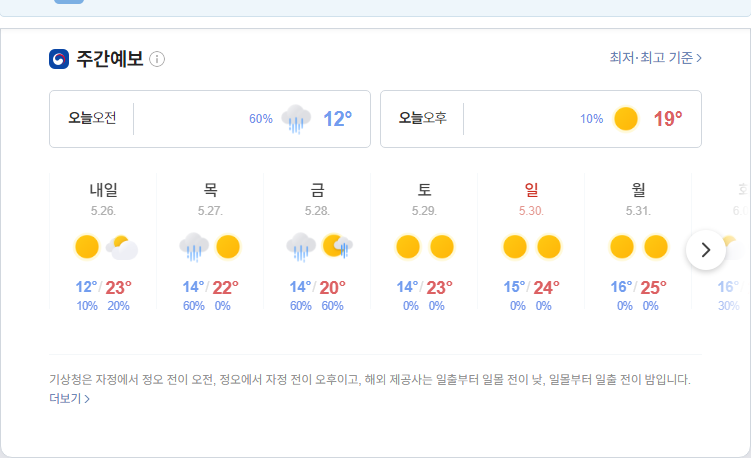 주간예보
최저·최고 기준
오늘오전 60% 12°
오늘오후 10% 19°
내일 목 금 토 일 월 화
5.26. 5.27. 5.28. 5.29. 5.30. 5.31.
12°/23° 14°/22° 14°/20° 14°/23° 15°/24° 16°/25° 16°
10% 20% 60% 0% 60% 60% 0% 0% 0% 0% 0% 0% 30%
기상청은 자정에서 정오 전이 오전, 정오에서 자정 전이 오후이고, 해외 제공사는 일출부터 일몰 전이 낮, 일몰부터 일출 전이 밤입니다.
더보기